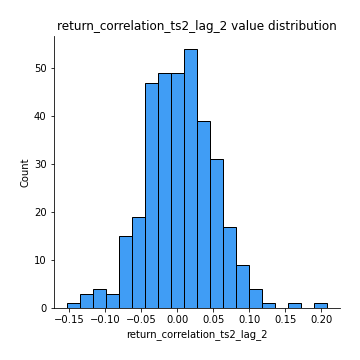 return_correlation_ts2_lag_2 value distribution
50
40
30
20
10
0
Count
−0.15 −0.10 −0.05 0.00 0.05 0.10 0.15 0.20
return_correlation_ts2_lag_2